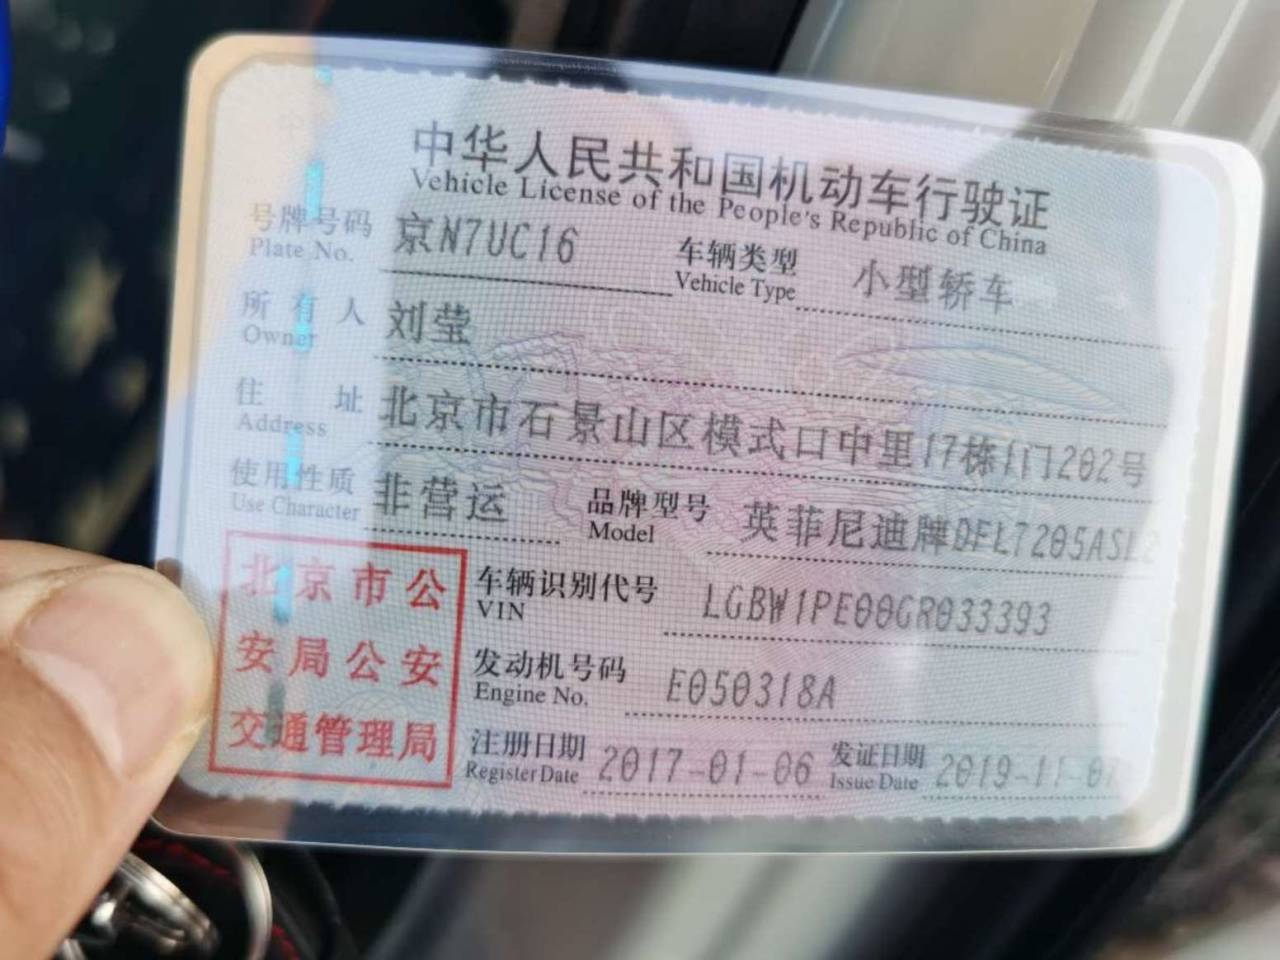 中华人民共和国机动车行驶证
Vehicle License of the People's Republic of China
号牌号码 京N7UC16 车辆类型 小型轿车
Plate No. Vehicle Type
所有人 刘莹
Owner
住址 北京市石景山区模式口中里17栋1门202号
Address
使用性质 非营运 品牌型号 英菲尼迪牌DFL7205ASL2
Use Character Model
北京市公
安局公安
交通管理局
车辆识别代号 LGBW1PE00GR033393
VIN
发动机号码 E050318A
Engine No.
注册日期 2017-01-06 发证日期 2019-11-07
Register Date Issue Date